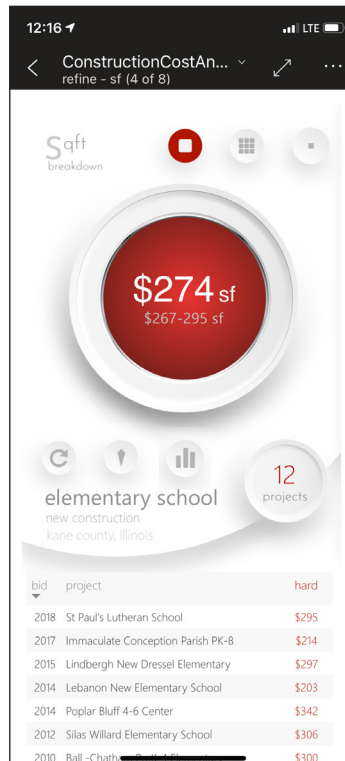 12:16
LTE
ConstructionCostAn...
refine - sf (4 of 8)
Sqft
breakdown
$274 sf
$267-295 sf
12
projects
elementary school
new construction
kane county, illinois
bid project hard
2018 St Paul's Lutheran School $295
2017 Immaculate Conception Parish PK-8 $214
2015 Lindbergh New Dressel Elementary $297
2014 Lebanon New Elementary School $203
2014 Poplar Bluff 4-6 Center $342
2012 Silas Willard Elementary School $306
2010 Ball -Chatham $300